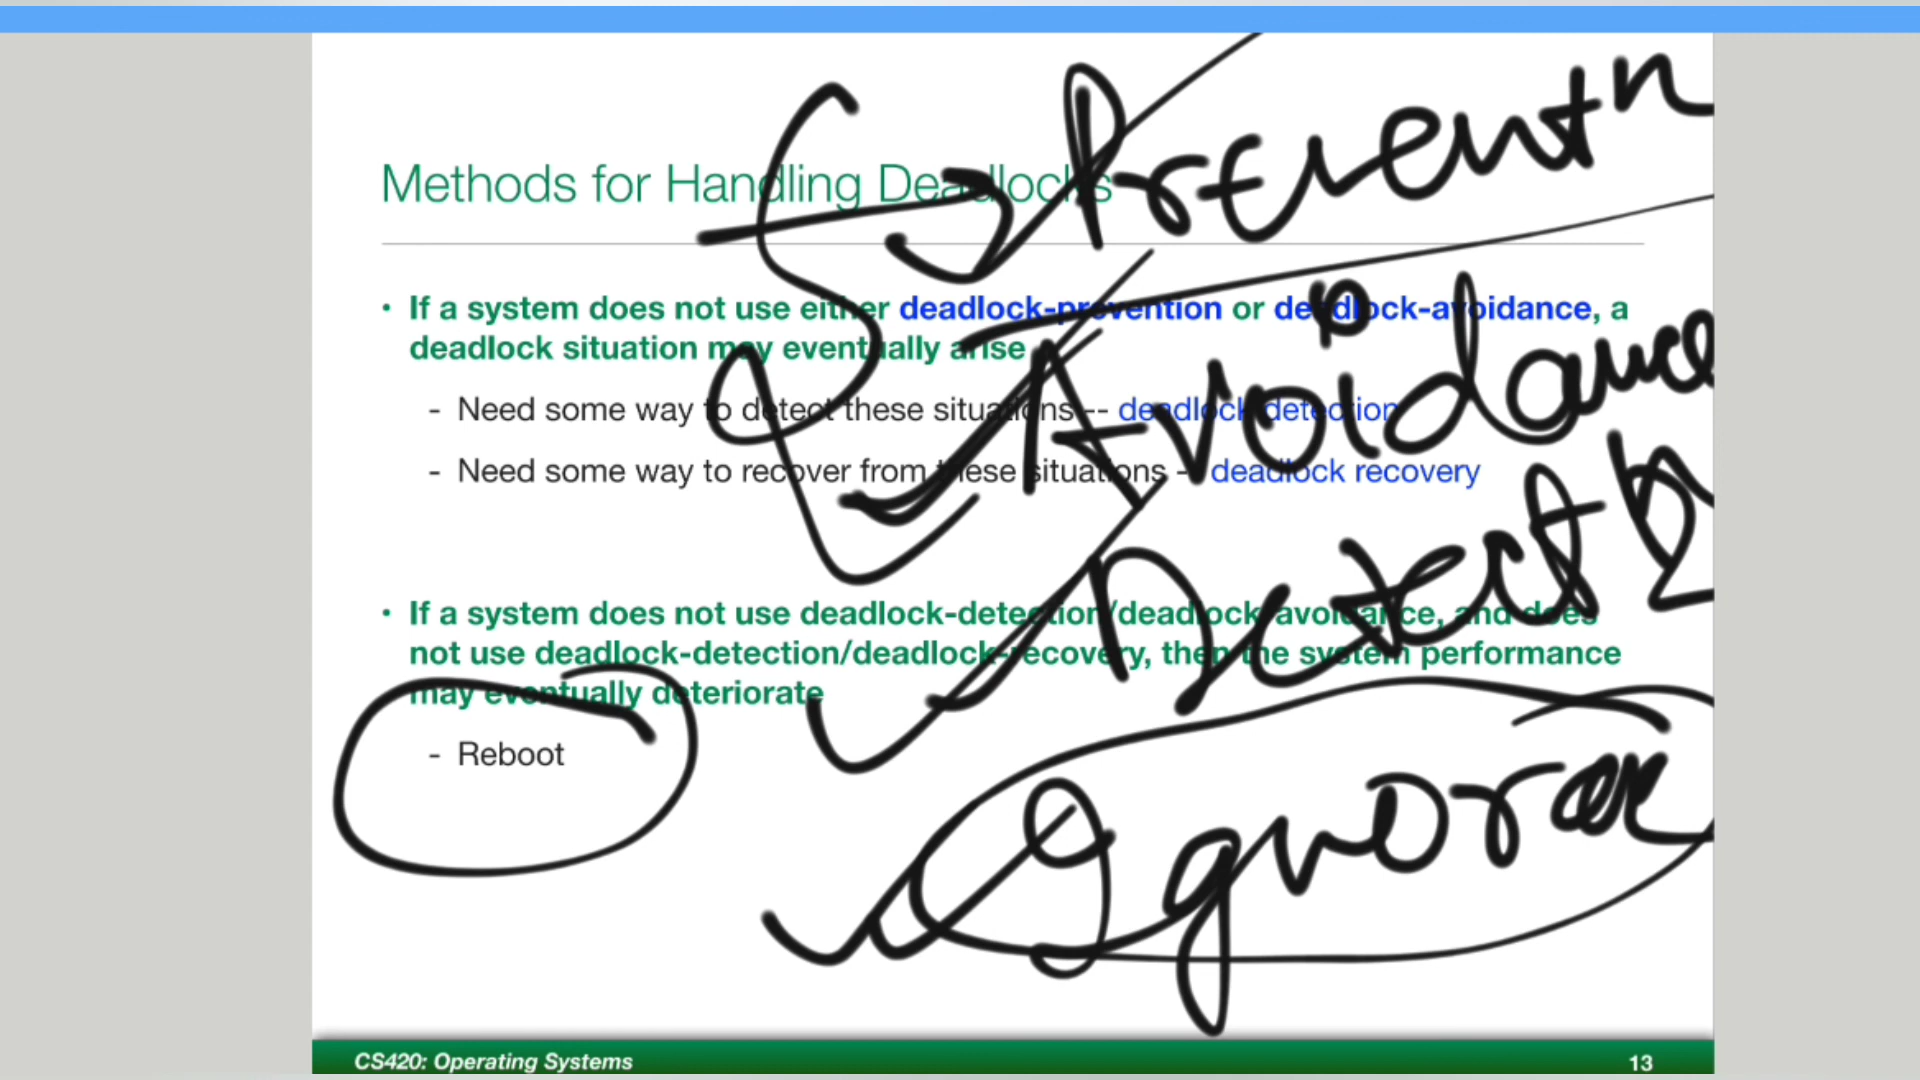 Prevent n
Methods for Handling Deadlocks
• If a system does not use either deadlock-prevention or deadlock-avoidance, a
deadlock situation may eventually arise
Avoidance
- Need some way to detect these situations -- deadlock detection
- Need some way to recover from these situations -- deadlock recovery
Detect
• If a system does not use deadlock-detection/deadlock-avoidance, and does
not use deadlock-detection/deadlock-recovery, then the system performance
may eventually deteriorate
- Reboot
CS420: Operating Systems
13